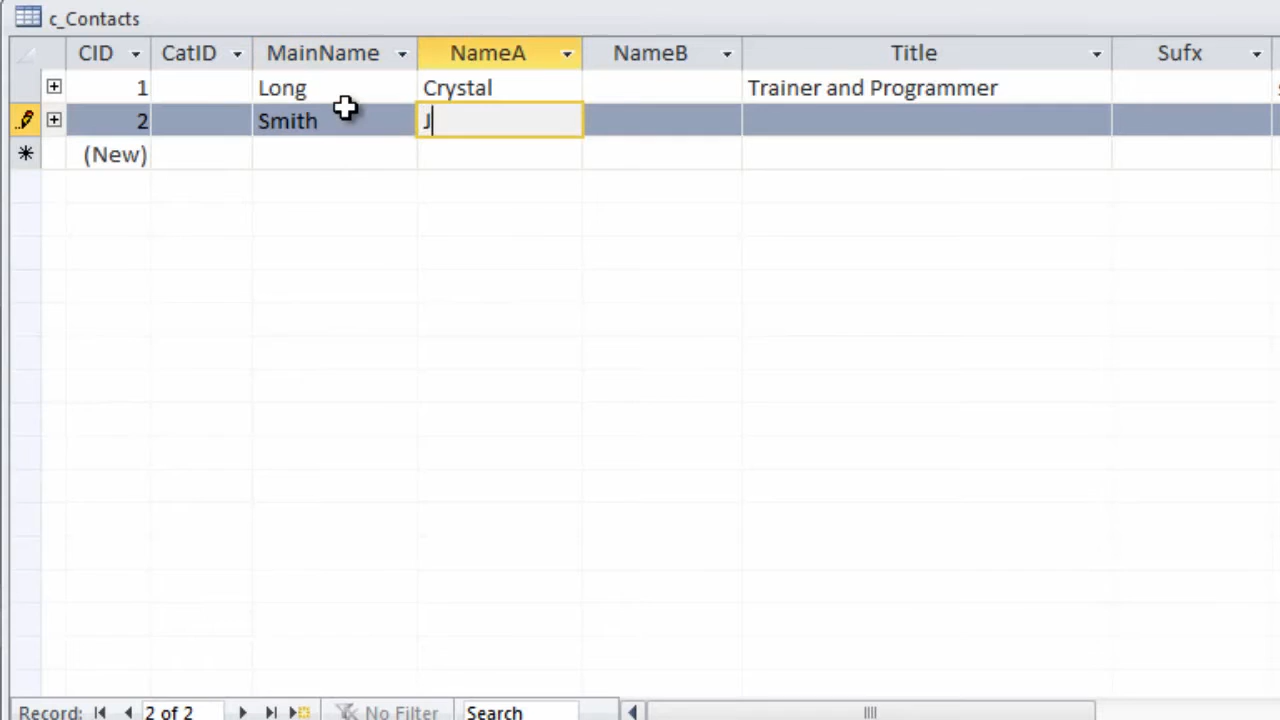 c_Contacts
CID CatID MainName NameA NameB Title Sufx
1 Long Crystal Trainer and Programmer
2 Smith J
(New)
Record: 2 of 2 No Filter Search